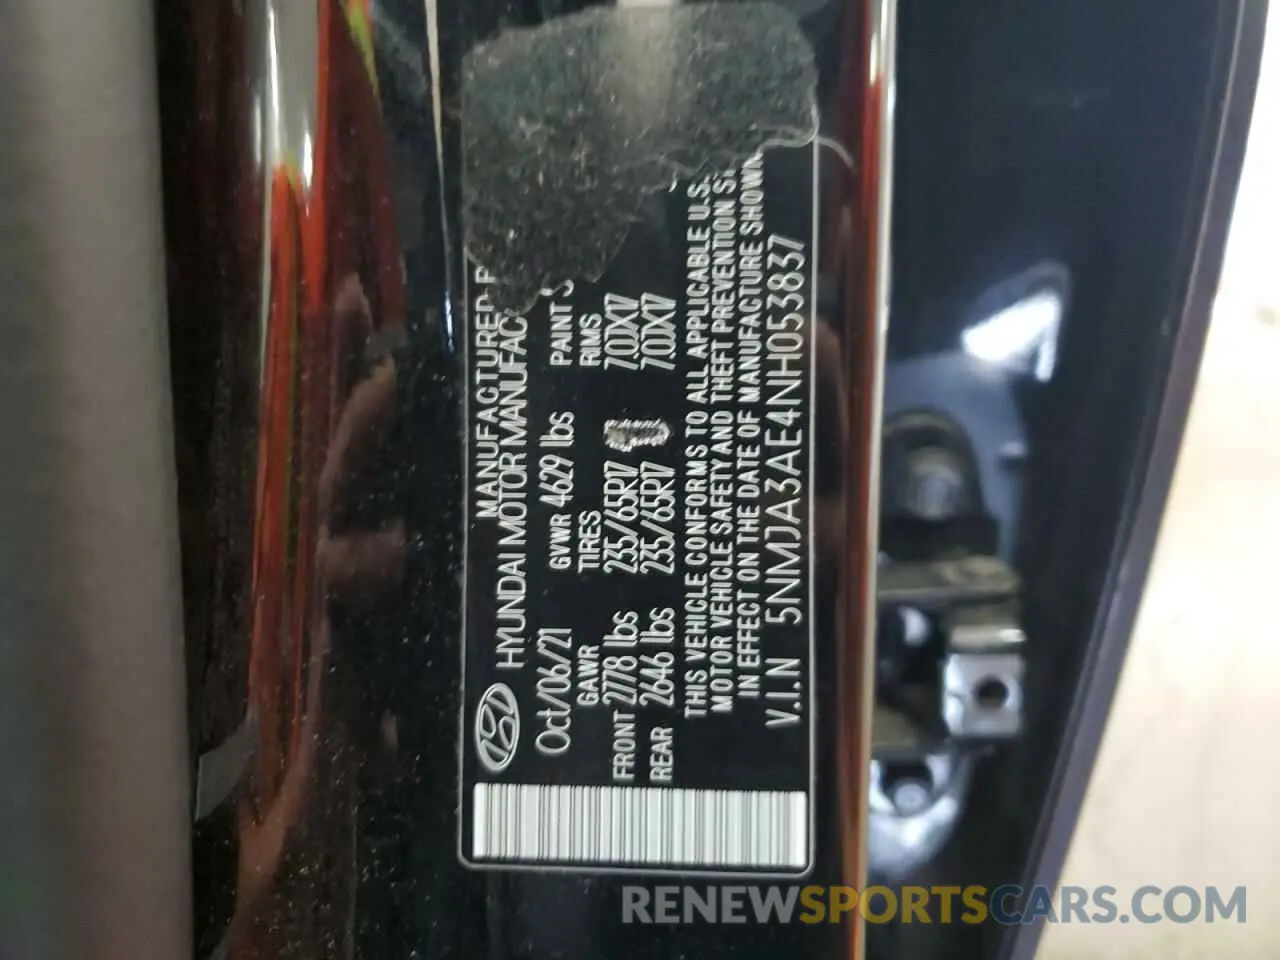 MANUFACTURED
HYUNDAI MOTOR MANUFAC
Oct/06/21 GVWR 4629 lbs PAINT
GAWR TIRES RIMS
FRONT 2778 lbs 235/65R17 7.0JX17
REAR 2646 lbs 235/65R17 7.0JX17
THIS VEHICLE CONFORMS TO ALL APPLICABLE U.S.
MOTOR VEHICLE SAFETY AND THEFT PREVENTION
IN EFFECT ON THE DATE OF MANUFACTURE SHOWN
V.I.N 5NMJA3AE4NH053837
RENEWSPORTSCARS.COM